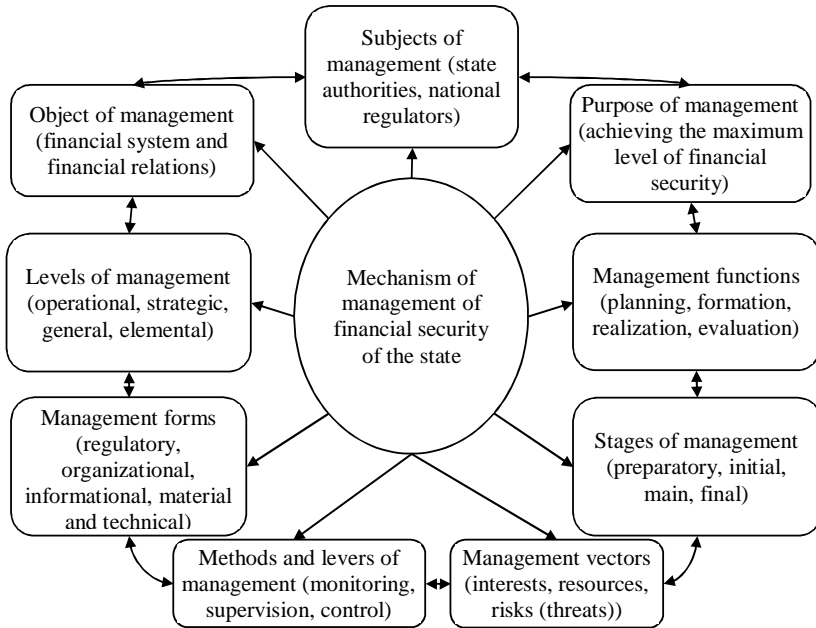 Subjects of
management (state
authorities, national
regulators)
Object of management
(financial system and
financial relations)
Purpose of management
(achieving the maximum
level of financial
security)
Levels of management
(operational, strategic,
general, elemental)
Mechanism of
management of
financial security
of the state
Management functions
(planning, formation,
realization, evaluation)
Management forms
(regulatory,
organizational,
informational, material
and technical)
Stages of management
(preparatory, initial,
main, final)
Methods and levers of
management (monitoring,
supervision, control)
Management vectors
(interests, resources,
risks (threats))